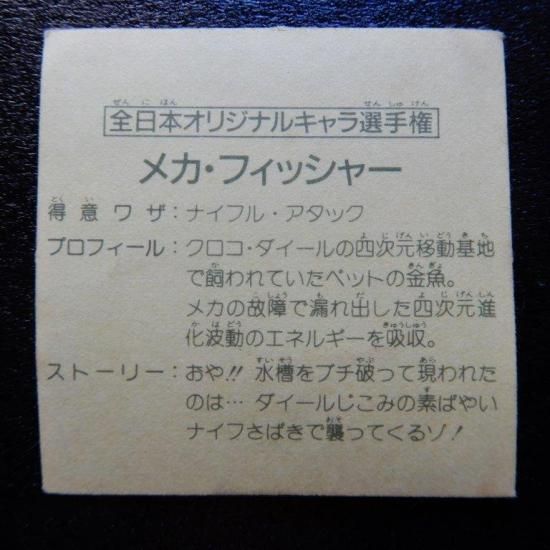 全日本オリジナルキャラ選手権
メカ・フィッシャー
得意ワザ：ナイフル・アタック
プロフィール：クロコ・ダイールの四次元移動基地
で飼われていたペットの金魚。
メカの故障で漏れ出した四次元進
化波動のエネルギーを吸収。
ストーリー：おや!! 水槽をブチ破って現われた
のは… ダイールじこみの素ばやい
ナイフさばきで襲ってくるゾ！